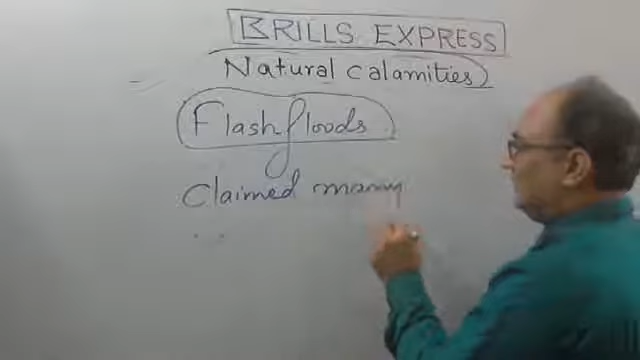 BRILLS EXPRESS
Natural calamities
Flash floods
Claimed many